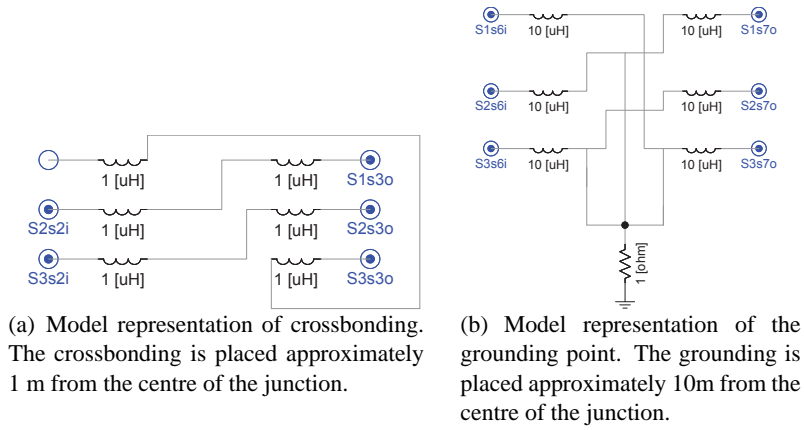 S1s6i
10 [uH]
10 [uH]
S1s7o
S2s6i
10 [uH]
10 [uH]
S2s7o
S3s6i
10 [uH]
10 [uH]
S3s7o
1 [ohm]
1 [uH]
1 [uH]
S1s3o
S2s2i
1 [uH]
1 [uH]
S2s3o
S3s2i
1 [uH]
1 [uH]
S3s3o
(a) Model representation of crossbonding.
The crossbonding is placed approximately
1 m from the centre of the junction.
(b) Model representation of the
grounding point. The grounding is
placed approximately 10m from the
centre of the junction.